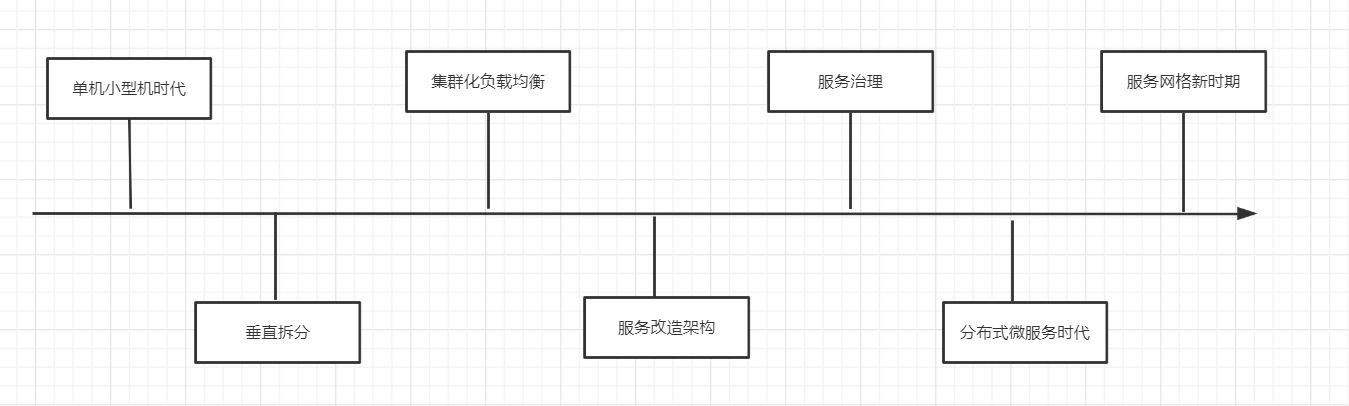 单机小型机时代
集群化负载均衡
服务治理
服务网格新时期
垂直拆分
服务改造架构
分布式微服务时代